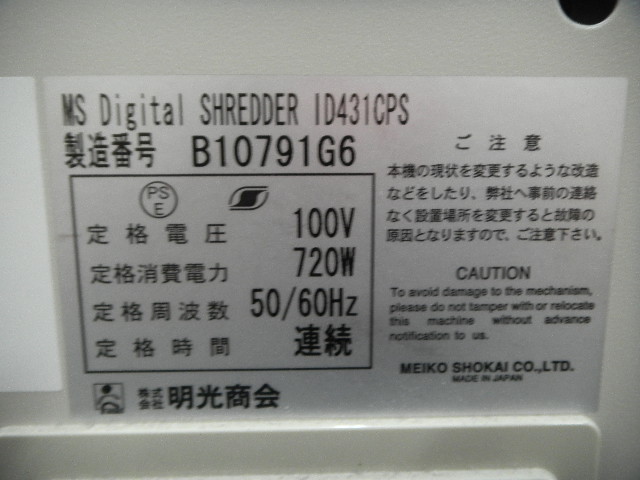 MS Digital SHREDDER ID431CPS
製造番号 B10791G6
PS
E
定格電圧 100V
定格消費電力 720W
定格周波数 50/60Hz
定格時間 連続
株式
会社 明光商会
ご注意
本機の現状を変更するような改造
などをしたり、弊社へ事前の連絡
なく設置場所を変更すると故障の
原因となりますので、ご注意下さい。
CAUTION
To avoid damage to the mechanism,
please do not tamper with or relocate
this machine without advance
notification to us.
MEIKO SHOKAI CO.,LTD.
MADE IN JAPAN